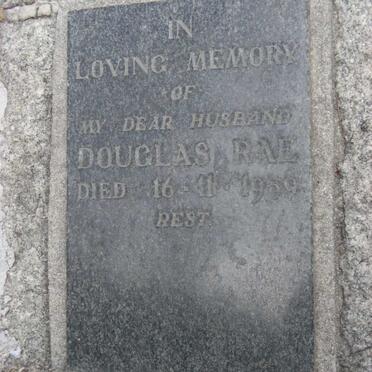 IN
LOVING MEMORY
OF
MY DEAR HUSBAND
DOUGLAS RAE
DIED 16-11-1959
REST